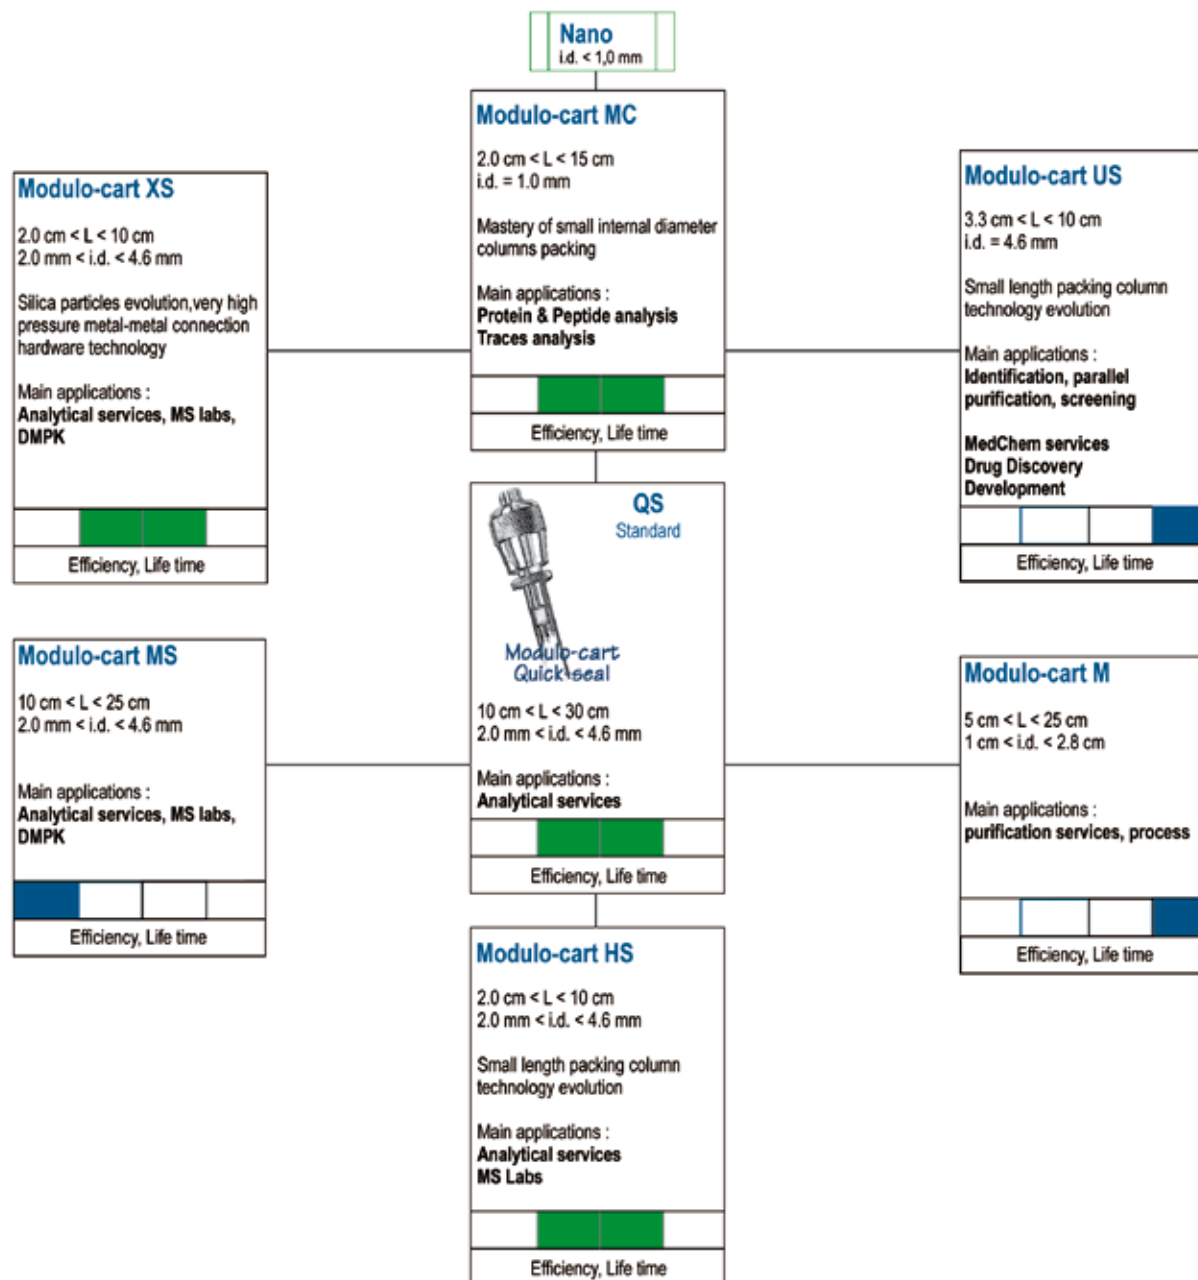 Nano
i.d. < 1,0 mm
Modulo-cart MC
2.0 cm < L < 15 cm
i.d. = 1.0 mm
Mastery of small internal diameter
columns packing
Main applications :
Protein & Peptide analysis
Traces analysis
Efficiency, Life time
Modulo-cart XS
2.0 cm < L < 10 cm
2.0 mm < i.d. < 4.6 mm
Silica particles evolution,very high
pressure metal-metal connection
hardware technology
Main applications :
Analytical services, MS labs,
DMPK
Efficiency, Life time
Modulo-cart US
3.3 cm < L < 10 cm
i.d. = 4.6 mm
Small length packing column
technology evolution
Main applications :
Identification, parallel
purification, screening
MedChem services
Drug Discovery
Development
Efficiency, Life time
QS
Standard
Modulo-cart
Quick-seal
10 cm < L < 30 cm
2.0 mm < i.d. < 4.6 mm
Main applications :
Analytical services
Efficiency, Life time
Modulo-cart MS
10 cm < L < 25 cm
2.0 mm < i.d. < 4.6 mm
Main applications :
Analytical services, MS labs,
DMPK
Efficiency, Life time
Modulo-cart M
5 cm < L < 25 cm
1 cm < i.d. < 2.8 cm
Main applications :
purification services, process
Efficiency, Life time
Modulo-cart HS
2.0 cm < L < 10 cm
2.0 mm < i.d. < 4.6 mm
Small length packing column
technology evolution
Main applications :
Analytical services
MS Labs
Efficiency, Life time